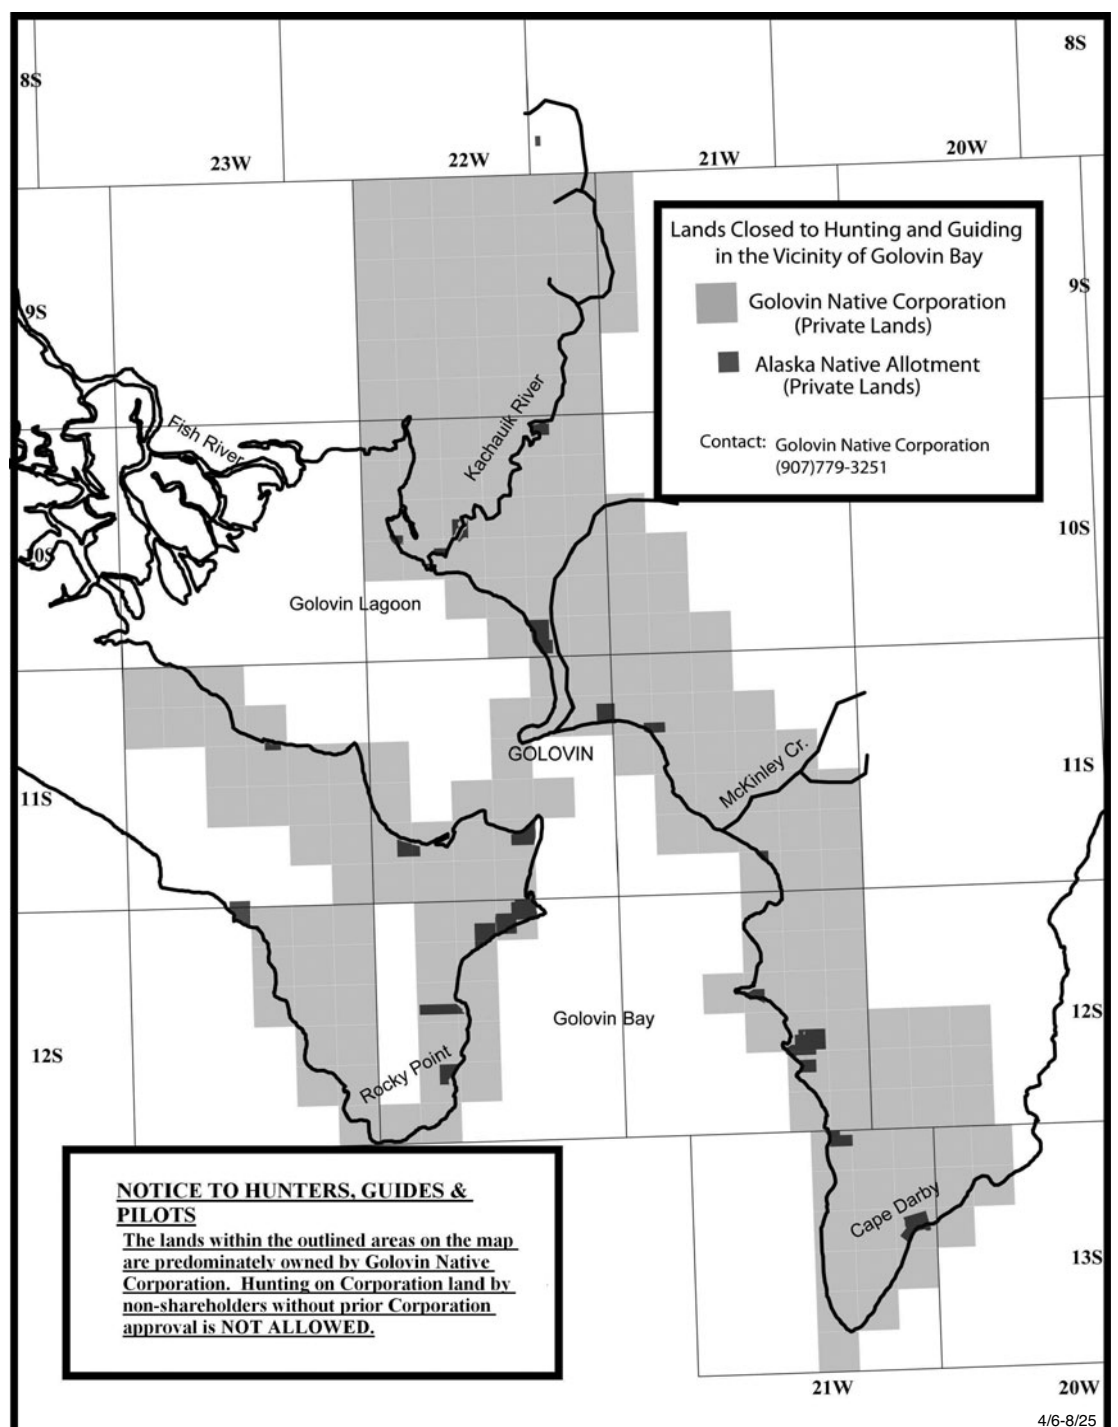 8S
8S
23W
22W
21W
20W
Lands Closed to Hunting and Guiding
in the Vicinity of Golovin Bay
Golovin Native Corporation
(Private Lands)
Alaska Native Allotment
(Private Lands)
Contact: Golovin Native Corporation
(907)779-3251
9S
9S
Fish River
Kachauik River
10S
10S
Golovin Lagoon
GOLOVIN
McKinley Cr.
11S
11S
Golovin Bay
12S
12S
Rocky Point
NOTICE TO HUNTERS, GUIDES &
PILOTS
The lands within the outlined areas on the map
are predominately owned by Golovin Native
Corporation. Hunting on Corporation land by
non-shareholders without prior Corporation
approval is NOT ALLOWED.
Cape Darby
13S
21W
20W
4/6-8/25